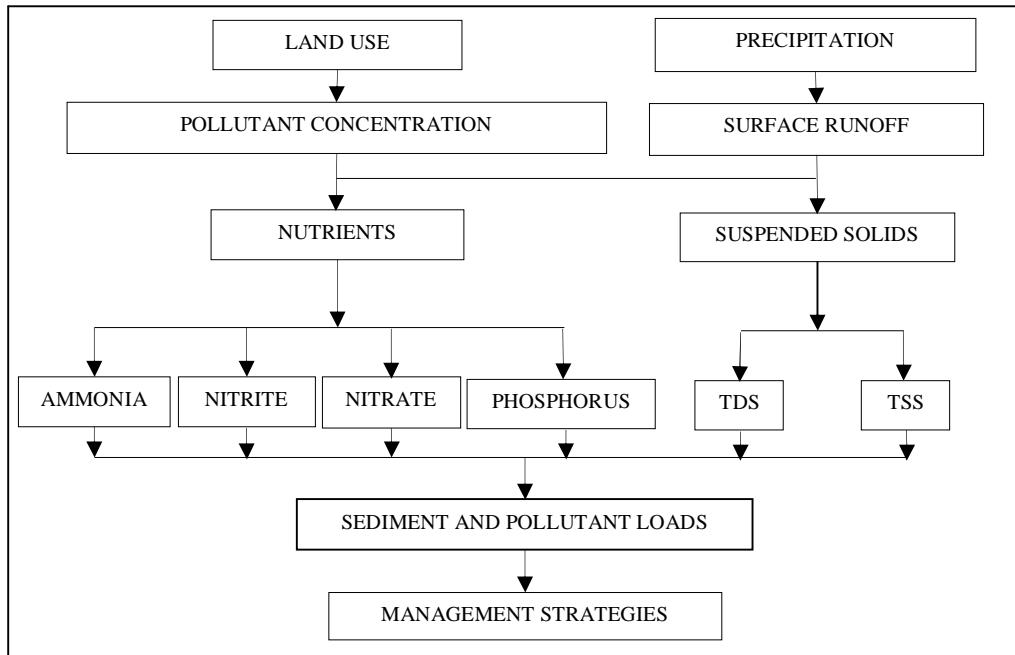 LAND USE
PRECIPITATION
POLLUTANT CONCENTRATION
SURFACE RUNOFF
NUTRIENTS
SUSPENDED SOLIDS
AMMONIA
NITRITE
NITRATE
PHOSPHORUS
TDS
TSS
SEDIMENT AND POLLUTANT LOADS
MANAGEMENT STRATEGIES